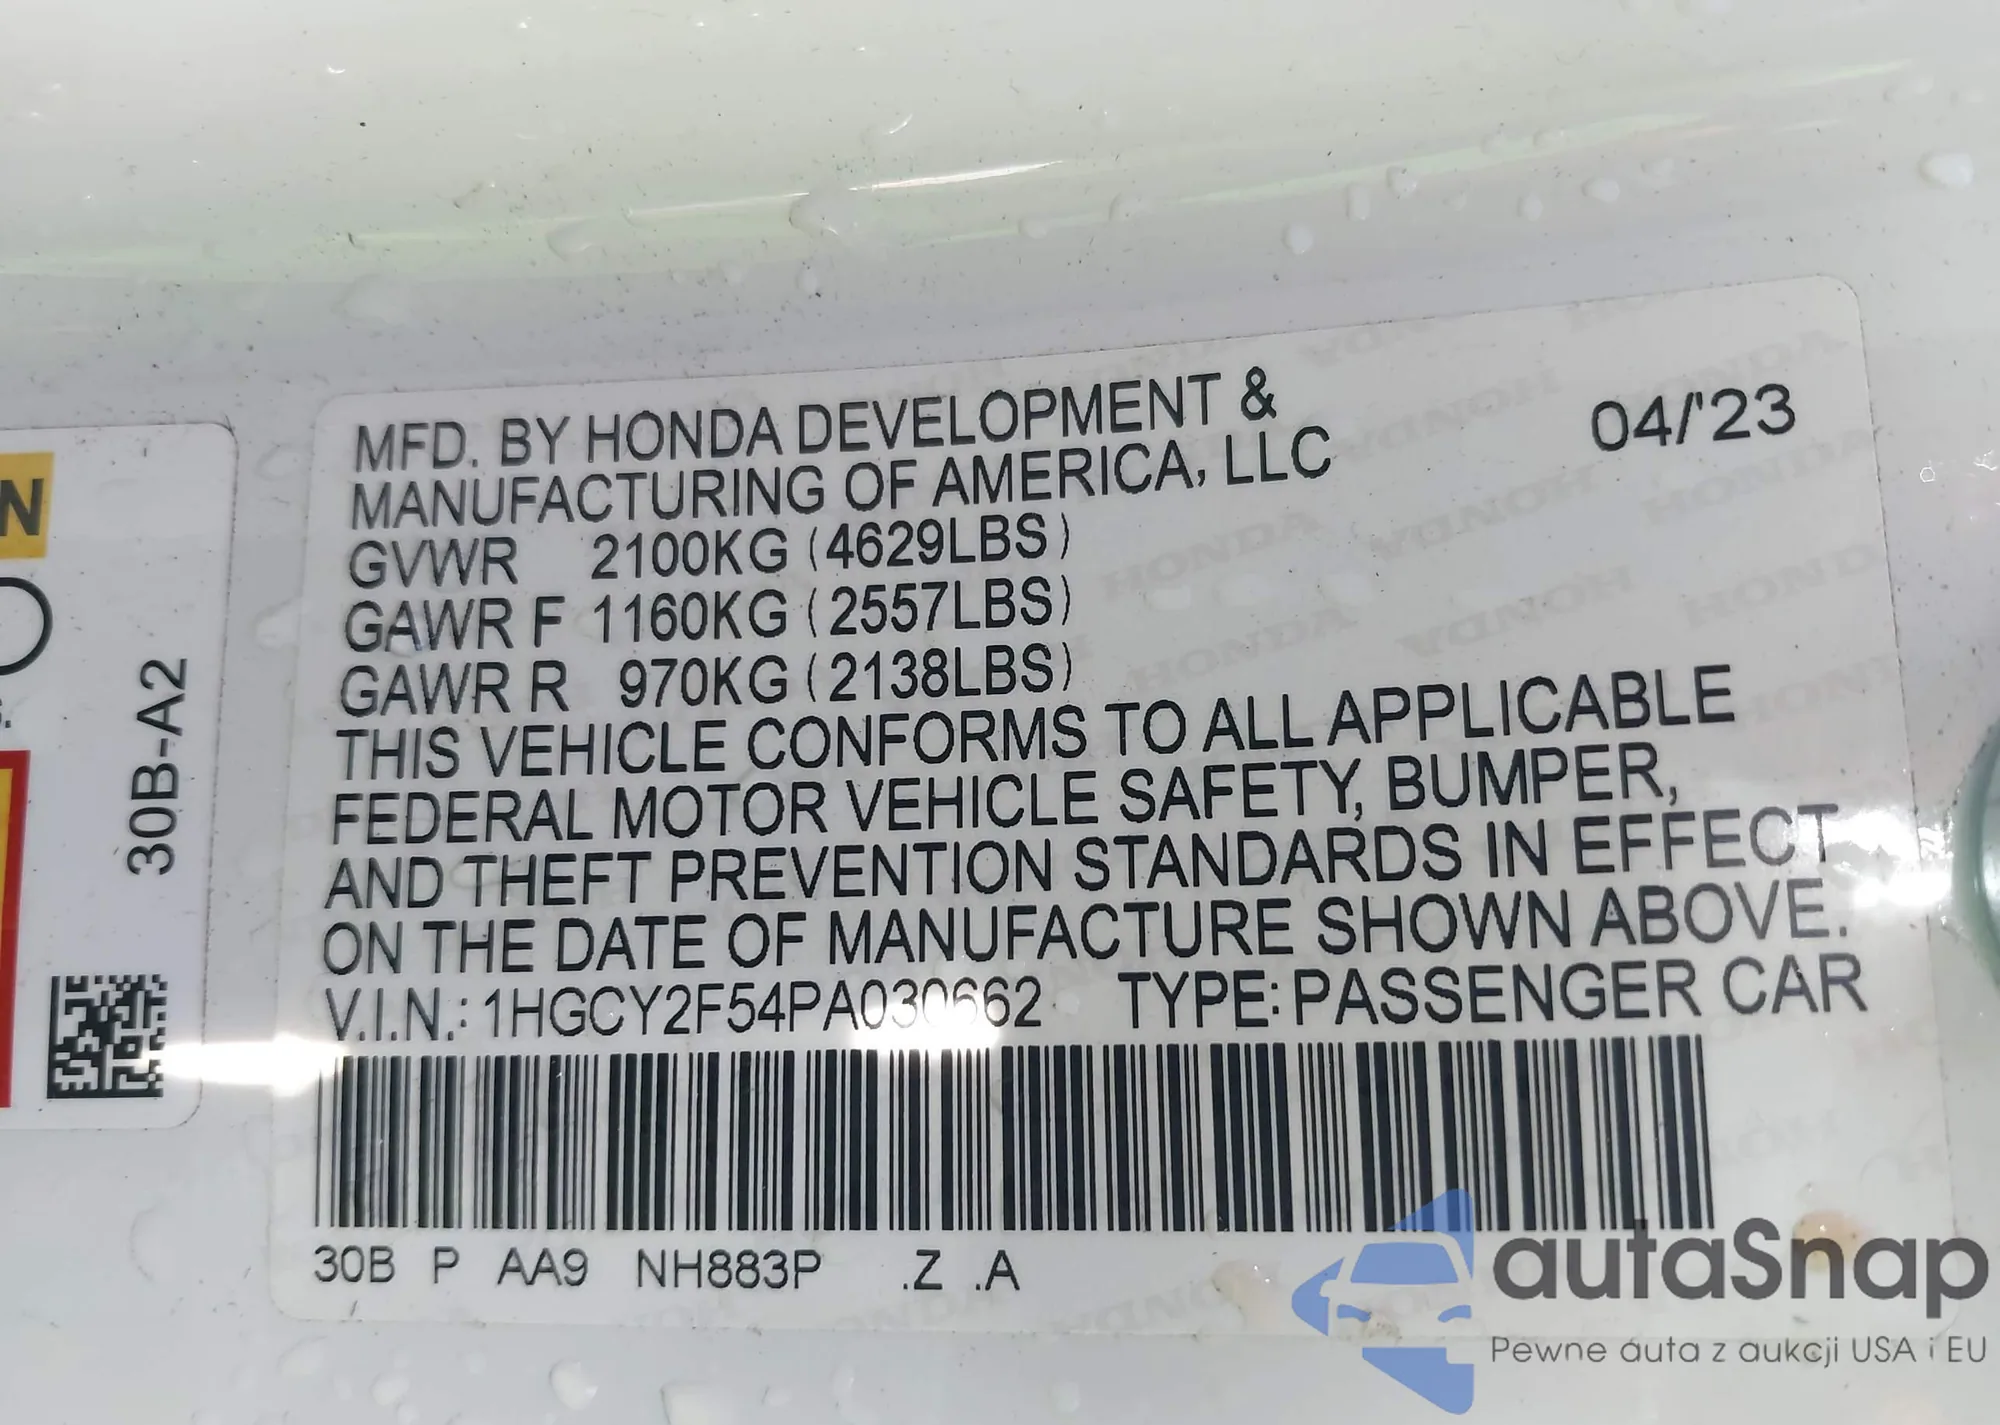 MFD. BY HONDA DEVELOPMENT &
MANUFACTURING OF AMERICA, LLC
04/'23
GVWR 2100KG (4629LBS)
GAWR F 1160KG (2557LBS)
GAWR R 970KG (2138LBS)
THIS VEHICLE CONFORMS TO ALL APPLICABLE
FEDERAL MOTOR VEHICLE SAFETY, BUMPER,
AND THEFT PREVENTION STANDARDS IN EFFECT
ON THE DATE OF MANUFACTURE SHOWN ABOVE.
V.I.N.: 1HGCY2F54PA030662 TYPE: PASSENGER CAR
30B P AA9 NH883P .Z .A
30B-A2
N
autaSnap
Pewne auta z aukcji USA i EU